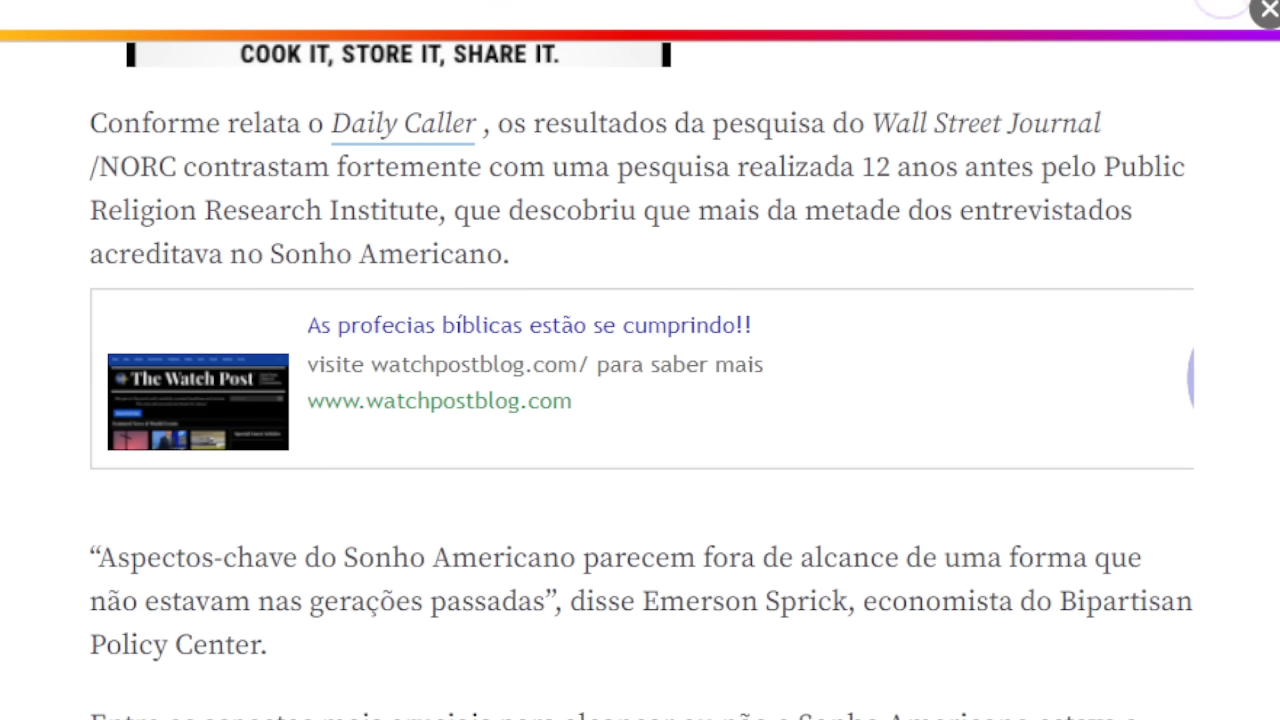 COOK IT, STORE IT, SHARE IT.
Conforme relata o Daily Caller , os resultados da pesquisa do Wall Street Journal
/NORC contrastam fortemente com uma pesquisa realizada 12 anos antes pelo Public
Religion Research Institute, que descobriu que mais da metade dos entrevistados
acreditava no Sonho Americano.
As profecias bíblicas estão se cumprindo!!
visite watchpostblog.com/ para saber mais
www.watchpostblog.com
The Watch Post
“Aspectos-chave do Sonho Americano parecem fora de alcance de uma forma que
não estavam nas gerações passadas”, disse Emerson Sprick, economista do Bipartisan
Policy Center.